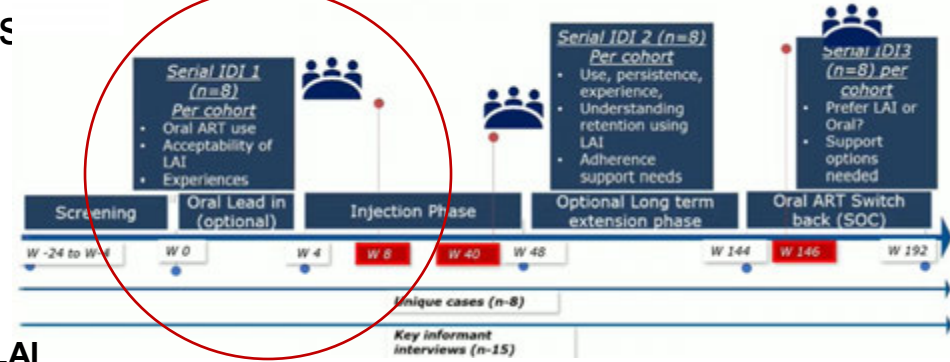 S
Serial IDI 1
(n=8)
Per cohort
• Oral ART use
• Acceptability of
LAI
• Experiences
Serial IDI 2 (n=8)
Per cohort
• Use, persistence,
experience,
• Understanding
retention using
LAI
• Adherence
support needs
Serial IDI3
(n=8) per
cohort
• Prefer LAI or
Oral?
• Support
options
needed
Screening
Oral Lead in
(optional)
Injection Phase
Optional Long term
extension phase
Oral ART Switch
back (SOC)
W -24 to W-4
W 0
W 4
W 8
W 40
W 48
W 144
W 146
W 192
Unique cases (n-8)
Key informant
interviews (n-15)
LAI